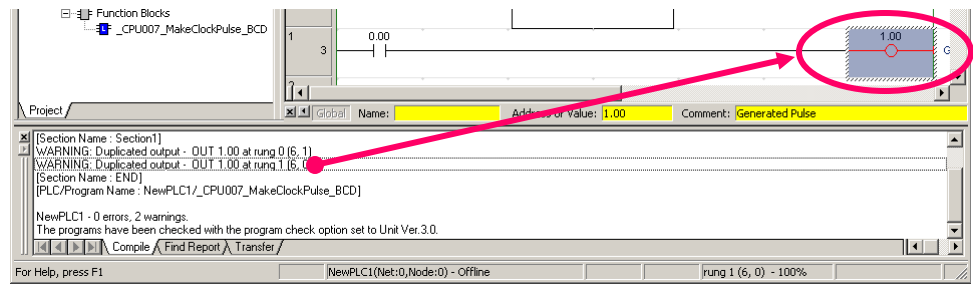 Function Blocks
_CPU007_MakeClockPulse_BCD
1
3
0.00
1.00
G
2
Project
Global Name: Address or Value: 1.00 Comment: Generated Pulse
[Section Name : Section1]
WARNING: Duplicated output - OUT 1.00 at rung 0 (6, 1)
WARNING: Duplicated output - OUT 1.00 at rung 1 (6, 0)
[Section Name : END]
[PLC/Program Name : NewPLC1/_CPU007_MakeClockPulse_BCD]
NewPLC1 - 0 errors, 2 warnings.
The programs have been checked with the program check option set to Unit Ver.3.0.
Compile Find Report Transfer
For Help, press F1 NewPLC1(Net:0,Node:0) - Offline rung 1 (6, 0) - 100%